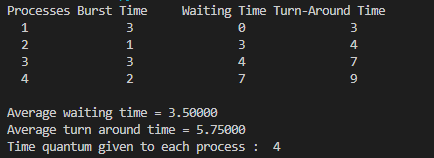 Processes Burst Time Waiting Time Turn-Around Time
1 3 0 3
2 1 3 4
3 3 4 7
4 2 7 9
Average waiting time = 3.50000
Average turn around time = 5.75000
Time quantum given to each process : 4